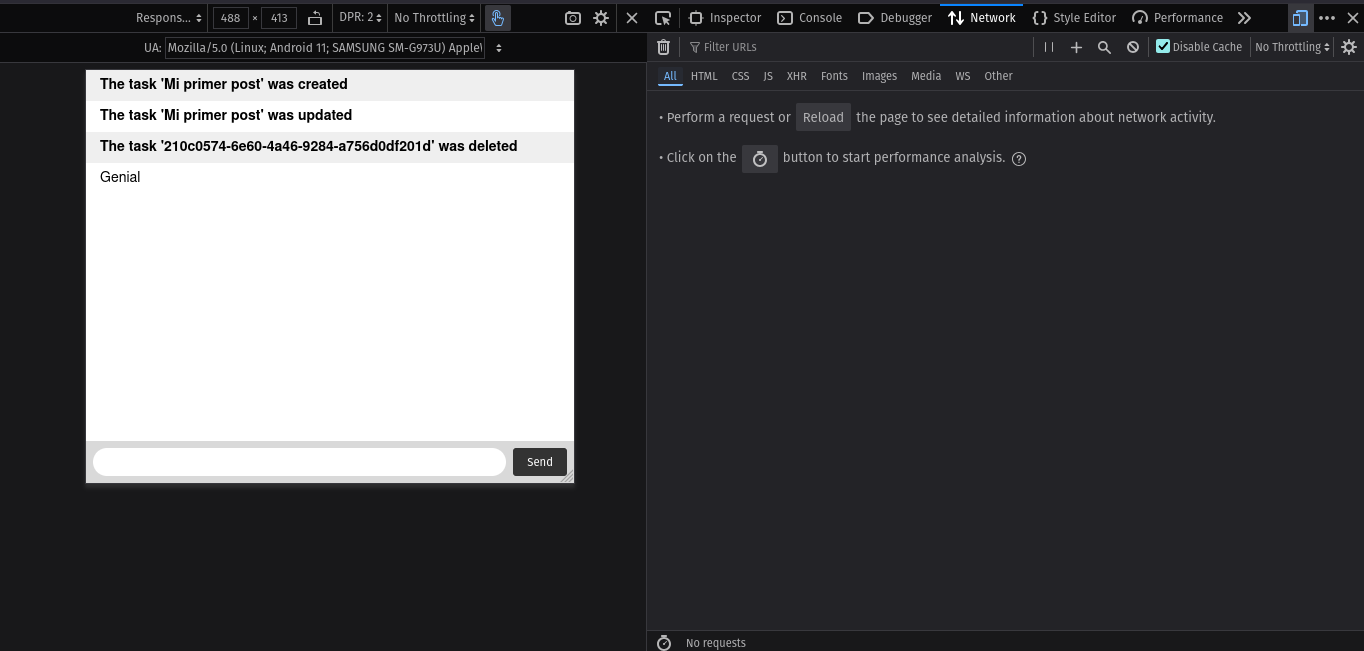 Respons... 488 × 413 DPR: 2 No Throttling
UA: Mozilla/5.0 (Linux; Android 11; SAMSUNG SM-G973U) Apple
The task 'Mi primer post' was created
The task 'Mi primer post' was updated
The task '210c0574-6e60-4a46-9284-a756d0df201d' was deleted
Genial
Send
Inspector Console Debugger Network Style Editor Performance
Filter URLs Disable Cache No Throttling
All HTML CSS JS XHR Fonts Images Media WS Other
• Perform a request or Reload the page to see detailed information about network activity.
• Click on the button to start performance analysis. ?
No requests